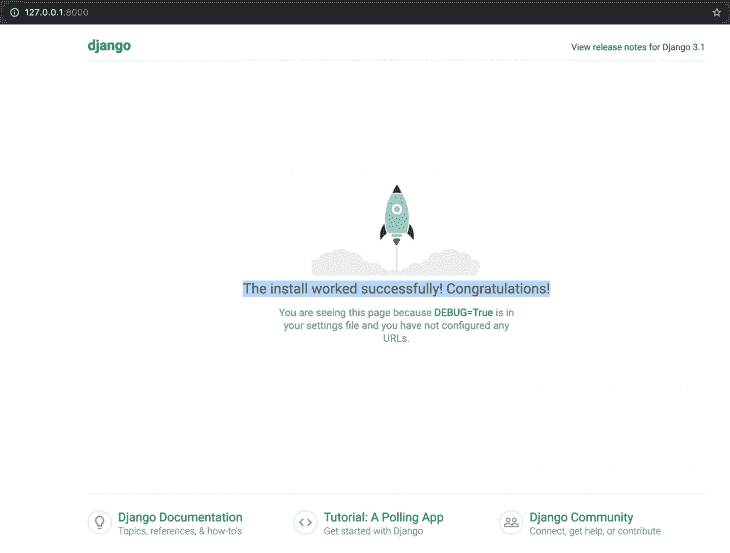 127.0.0.1:8000
django
View release notes for Django 3.1
The install worked successfully! Congratulations!
You are seeing this page because DEBUG=True is in
your settings file and you have not configured any
URLs.
Django Documentation
Topics, references, & how-to's
Tutorial: A Polling App
Get started with Django
Django Community
Connect, get help, or contribute